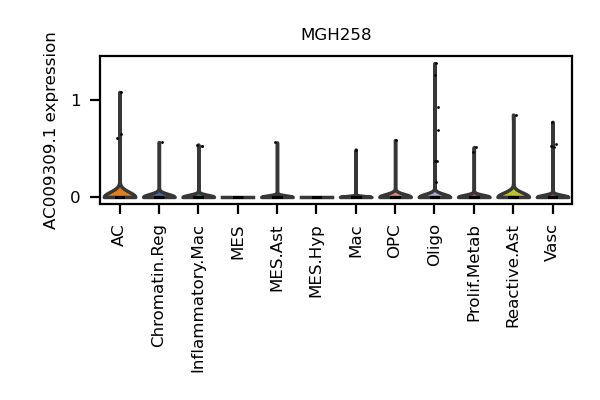 MGH258
AC009309.1 expression
1
0
AC
Chromatin.Reg
Inflammatory.Mac
MES
MES.Ast
MES.Hyp
Mac
OPC
Oligo
Prolif.Metab
Reactive.Ast
Vasc